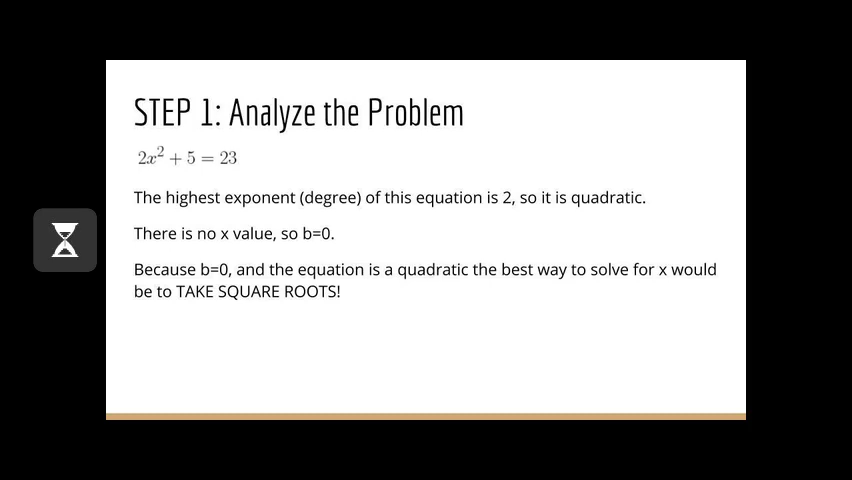 STEP 1: Analyze the Problem
2x² + 5 = 23
The highest exponent (degree) of this equation is 2, so it is quadratic.
There is no x value, so b=0.
Because b=0, and the equation is a quadratic the best way to solve for x would
be to TAKE SQUARE ROOTS!